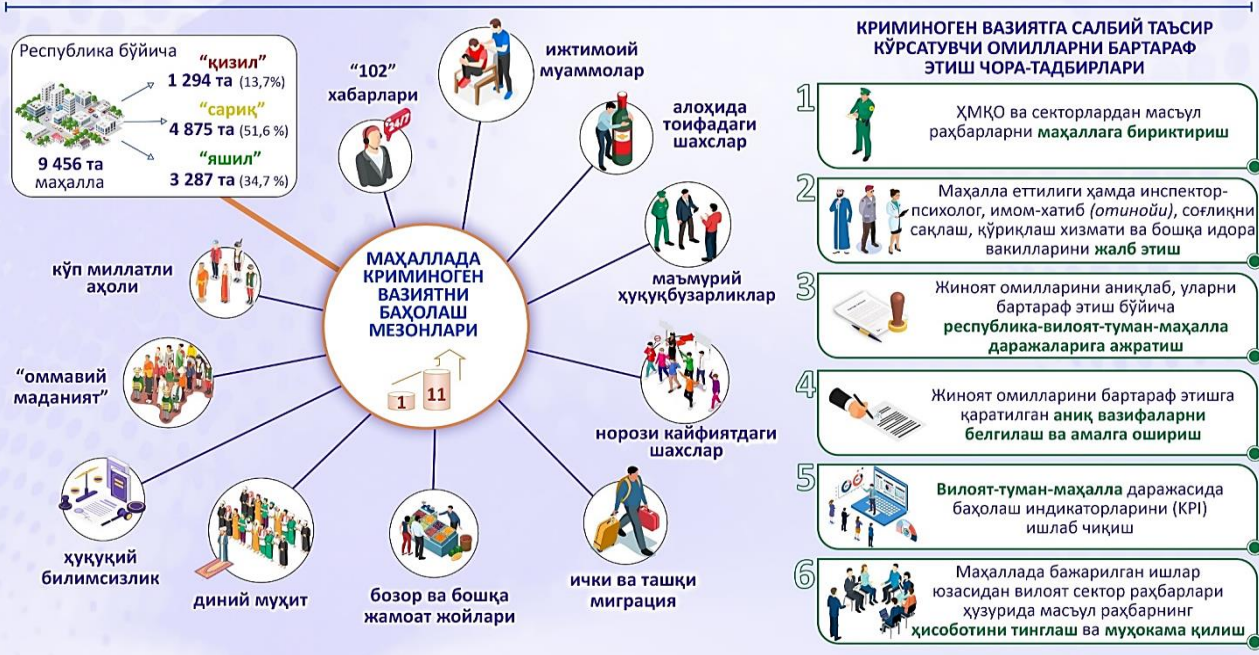 Республика бўйича
9 456 та
маҳалла
“қизил”
1 294 та (13,7%)
“сариқ”
4 875 та (51,6 %)
“яшил”
3 287 та (34,7 %)
“102”
хабарлари
24/7
ижтимоий
муаммолар
алоҳида
тоифадаги
шахслар
маъмурий
ҳуқуқбузарликлар
норози кайфиятдаги
шахслар
ички ва ташқи
миграция
бозор ва бошқа
жамоат жойлари
диний муҳит
ҳуқуқий
билимсизлик
“оммавий
маданият”
кўп миллатли
аҳоли
МАҲАЛЛАДА
КРИМИНОГЕН
ВАЗИЯТНИ
БАҲОЛАШ
МЕЗОНЛАРИ
1
11
КРИМИНОГЕН ВАЗИЯТГА САЛБИЙ ТАЪСИР
КЎРСАТУВЧИ ОМИЛЛАРНИ БАРТАРАФ
ЭТИШ ЧОРА-ТАДБИРЛАРИ
1
ҲМҚО ва секторлардан масъул
раҳбарларни маҳаллага бириктириш
2
Маҳалла еттилиги ҳамда инспектор-
психолог, имом-хатиб (отинойи), соғлиқни
сақлаш, қўриқлаш хизмати ва бошқа идора
вакилларини жалб этиш
3
Жиноят омилларини аниқлаб, уларни
бартараф этиш бўйича
республика-вилоят-туман-маҳалла
даражаларига ажратиш
4
Жиноят омилларини бартараф этишга
қаратилган аниқ вазифаларни
белгилаш ва амалга ошириш
5
Вилоят-туман-маҳалла даражасида
баҳолаш индикаторларини (KPI)
ишлаб чиқиш
6
Маҳаллада бажарилган ишлар
юзасидан вилоят сектор раҳбарлари
ҳузурида масъул раҳбарнинг
ҳисоботини тинглаш ва муҳокама қилиш